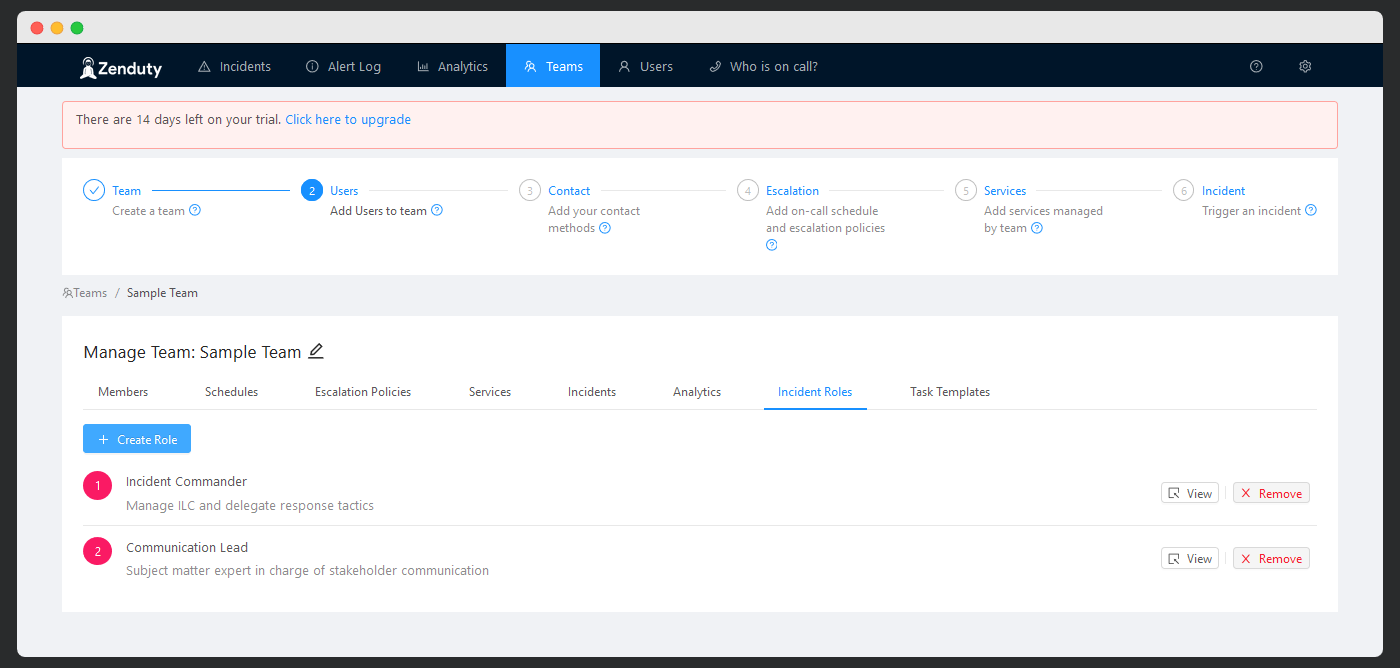 Zenduty Incidents Alert Log Analytics Teams Users Who is on call?
There are 14 days left on your trial. Click here to upgrade
Team 2 Users 3 Contact 4 Escalation 5 Services 6 Incident
Create a team Add Users to team Add your contact Add on-call schedule Add services managed Trigger an incident
methods and escalation policies by team
Teams / Sample Team
Manage Team: Sample Team
Members Schedules Escalation Policies Services Incidents Analytics Incident Roles Task Templates
+ Create Role
1 Incident Commander
Manage ILC and delegate response tactics
View Remove
2 Communication Lead
Subject matter expert in charge of stakeholder communication
View Remove